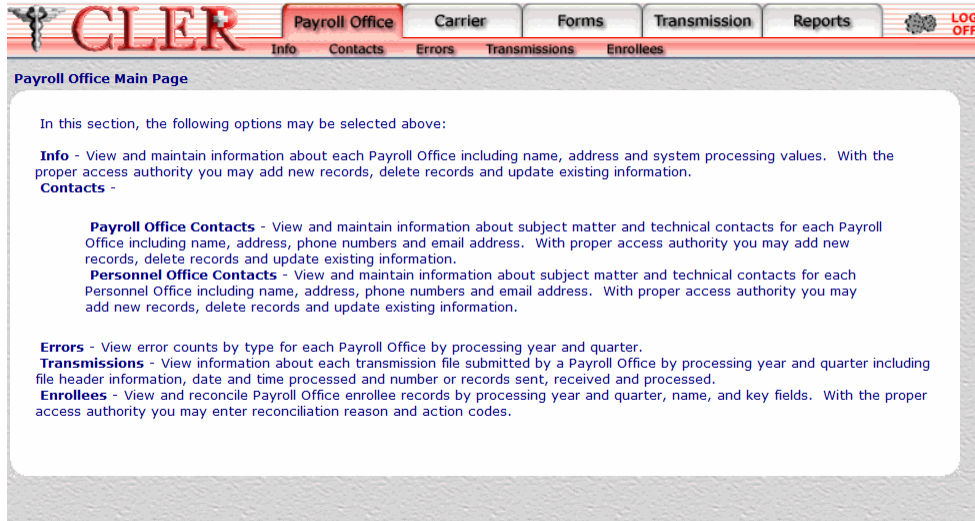 CLER
Payroll Office Carrier Forms Transmission Reports LOG
OFF
Info Contacts Errors Transmissions Enrollees
Payroll Office Main Page
In this section, the following options may be selected above:
Info - View and maintain information about each Payroll Office including name, address and system processing values. With the
proper access authority you may add new records, delete records and update existing information.
Contacts -
Payroll Office Contacts - View and maintain information about subject matter and technical contacts for each Payroll
Office including name, address, phone numbers and email address. With proper access authority you may add new
records, delete records and update existing information.
Personnel Office Contacts - View and maintain information about subject matter and technical contacts for each
Personnel Office including name, address, phone numbers and email address. With proper access authority you may
add new records, delete records and update existing information.
Errors - View error counts by type for each Payroll Office by processing year and quarter.
Transmissions - View information about each transmission file submitted by a Payroll Office by processing year and quarter including
file header information, date and time processed and number or records sent, received and processed.
Enrollees - View and reconcile Payroll Office enrollee records by processing year and quarter, name, and key fields. With the proper
access authority you may enter reconciliation reason and action codes.